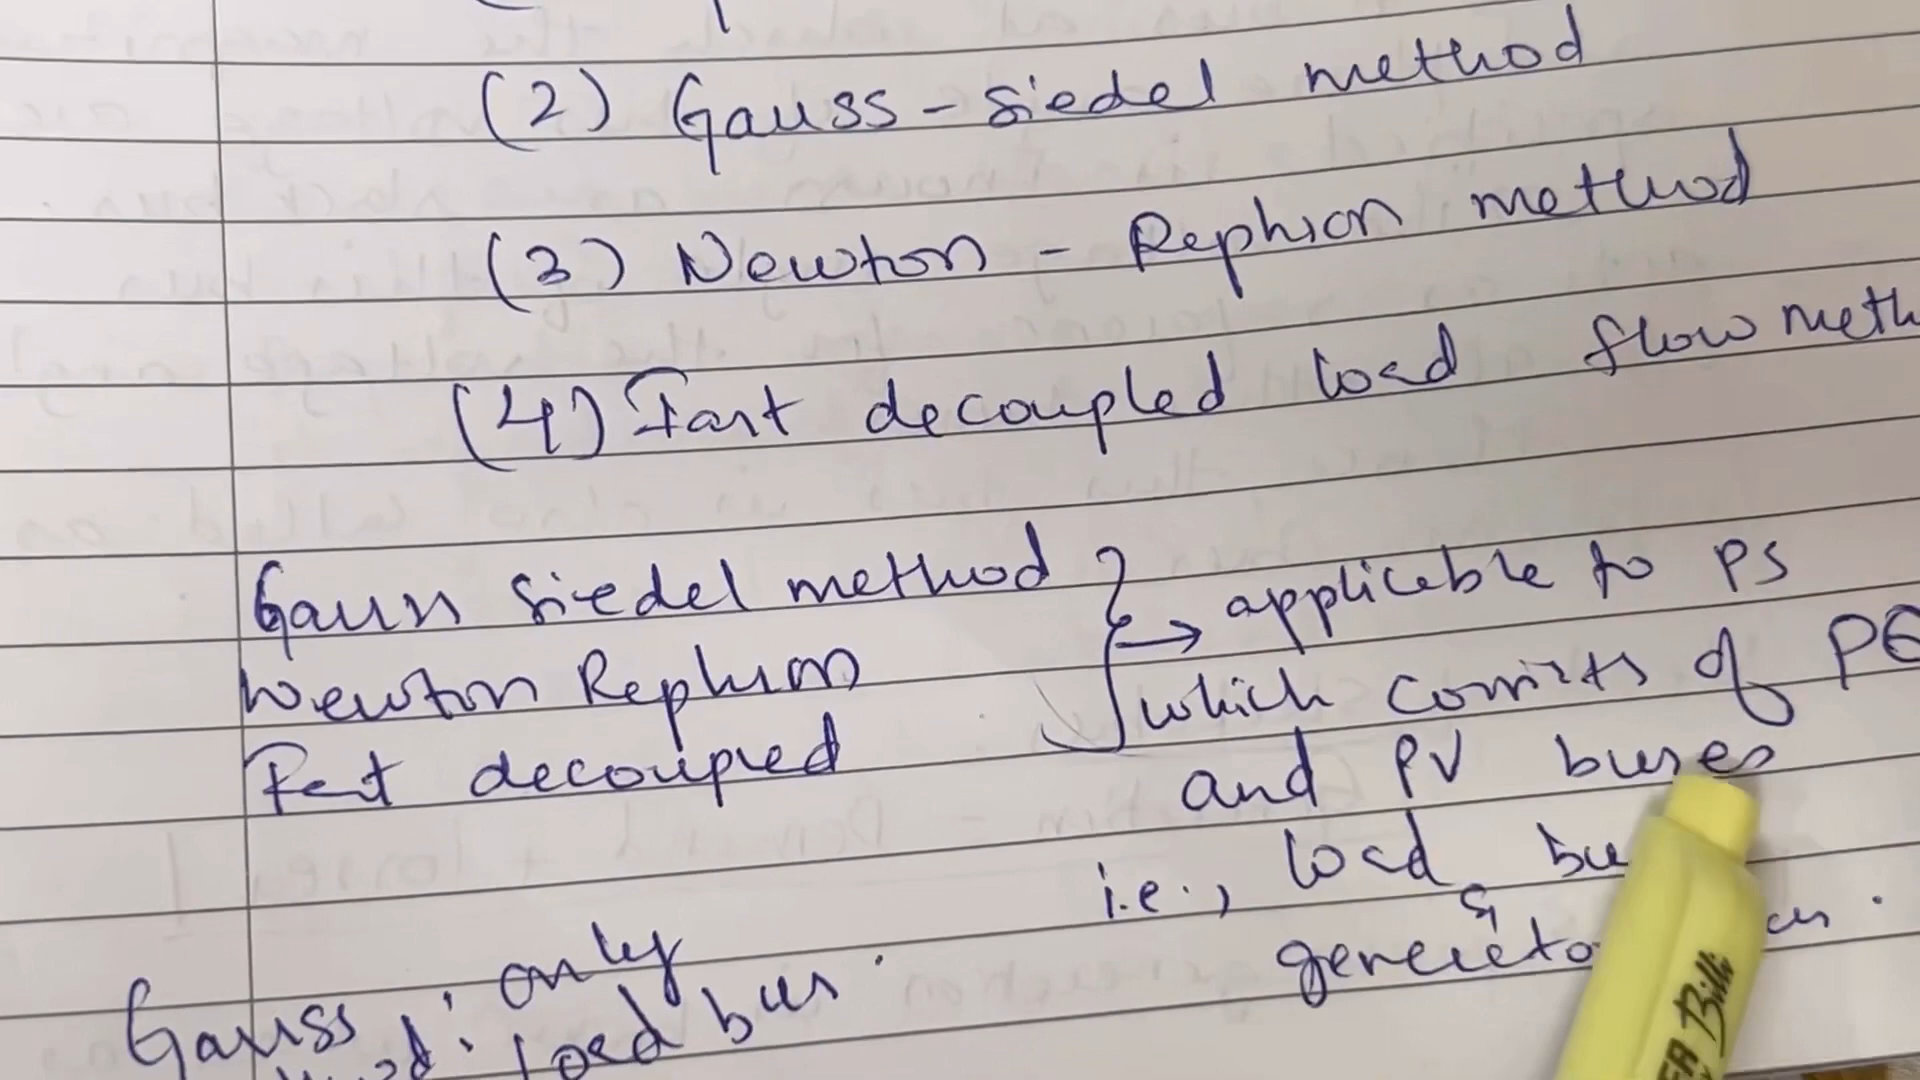 (2) Gauss - Siedel method
(3) Newton - Rephson method
(4) Fast decoupled load flow meth
Gauss Siedel method
Newton Rephson
Fast decoupled
→ applicable to PS
which consists of PQ
and PV buses
i.e., load bu
&
generato
Gauss : only
load bus.